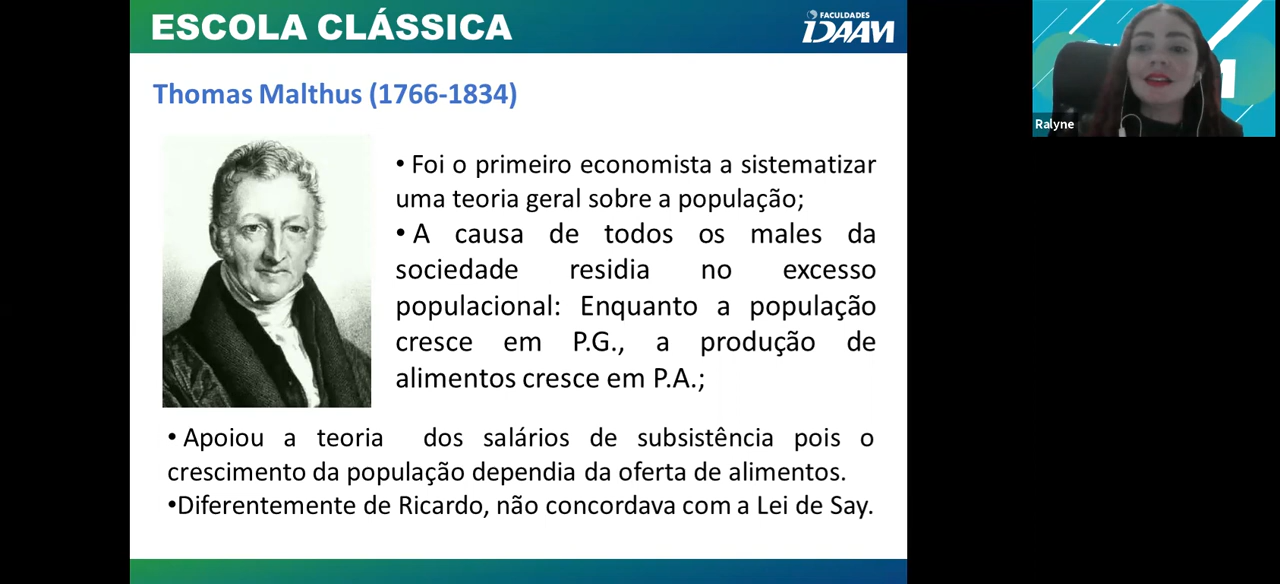 ESCOLA CLÁSSICA
FACULDADES
IDAAM
Ralyne
Thomas Malthus (1766-1834)
• Foi o primeiro economista a sistematizar
uma teoria geral sobre a população;
• A causa de todos os males da
sociedade residia no excesso
populacional: Enquanto a população
cresce em P.G., a produção de
alimentos cresce em P.A.;
• Apoiou a teoria dos salários de subsistência pois o
crescimento da população dependia da oferta de alimentos.
•Diferentemente de Ricardo, não concordava com a Lei de Say.